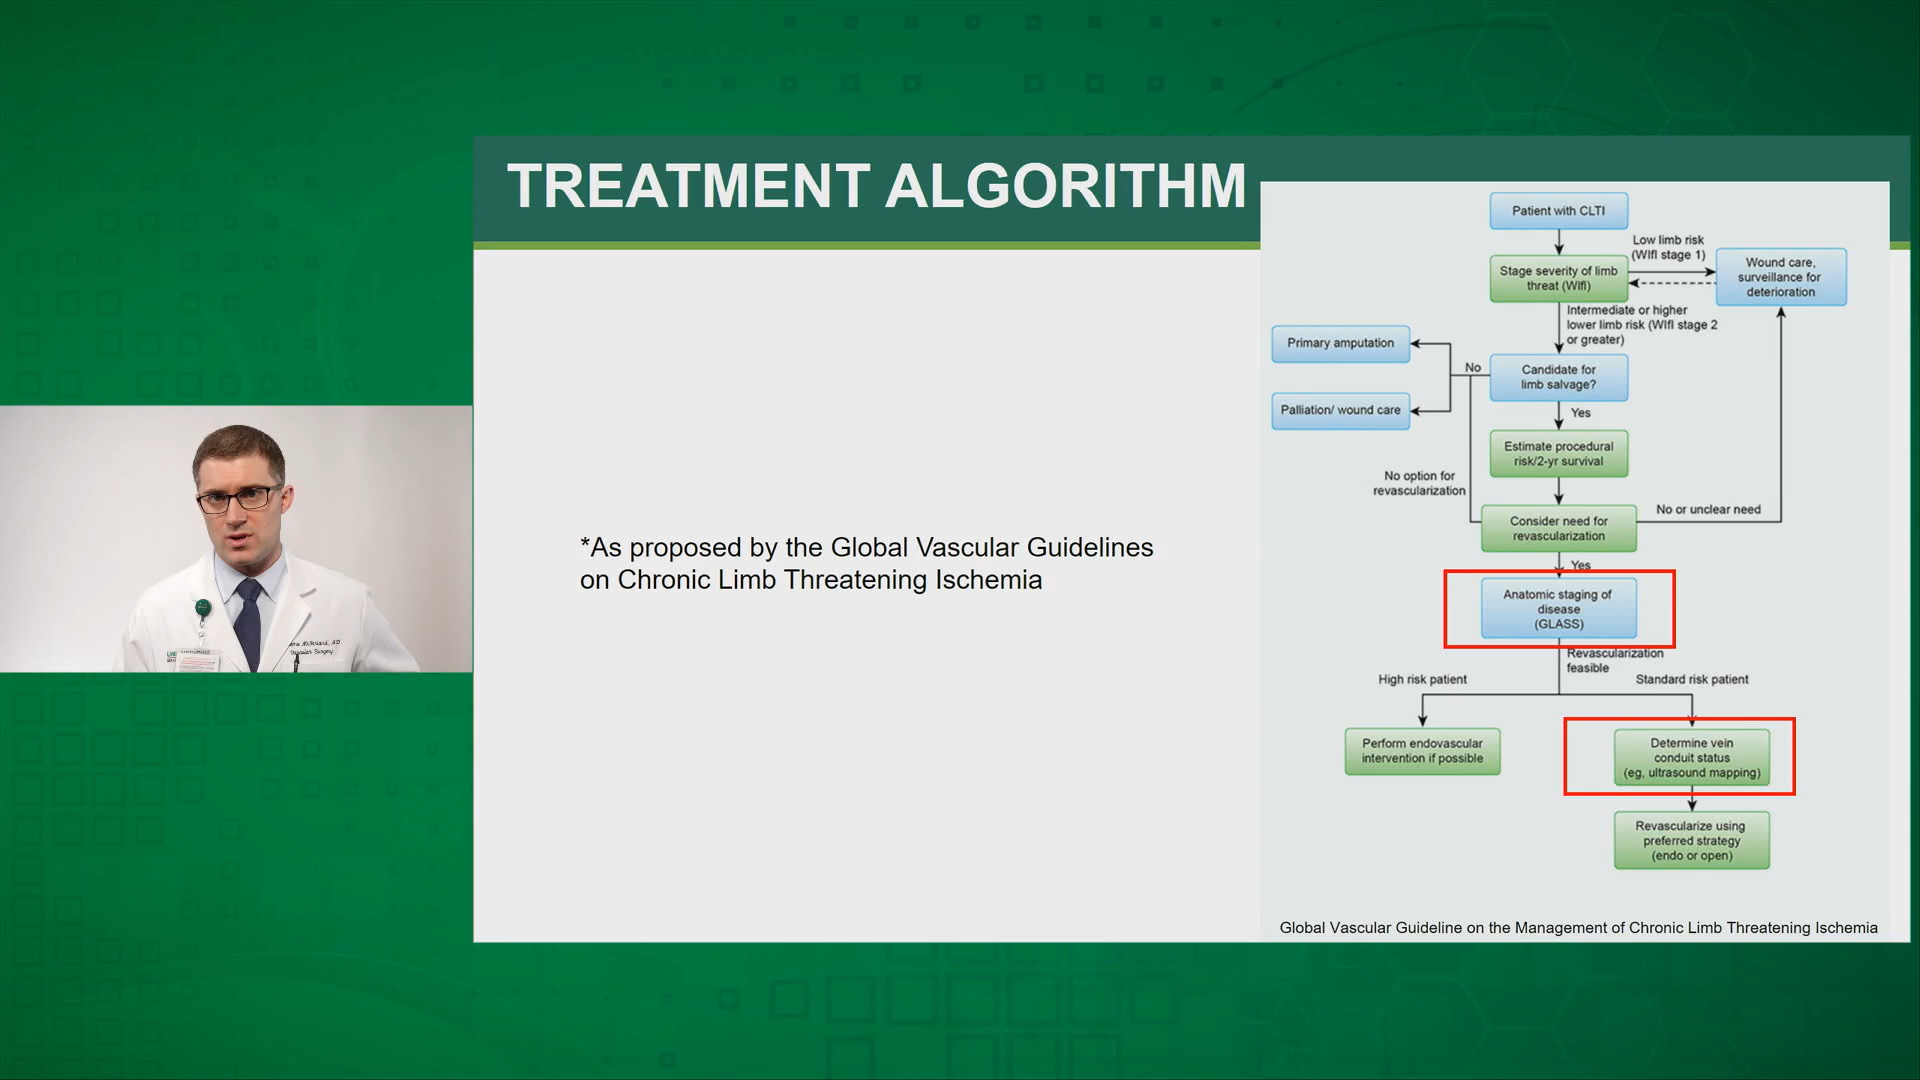 TREATMENT ALGORITHM
*As proposed by the Global Vascular Guidelines
on Chronic Limb Threatening Ischemia
Patient with CLTI
Stage severity of limb
threat (WIfI)
Low limb risk
(WIfI stage 1)
Wound care,
surveillance for
deterioration
Intermediate or higher
lower limb risk (WIfI stage 2
or greater)
Primary amputation
No
Candidate for
limb salvage?
Palliation/ wound care
Yes
Estimate procedural
risk/2-yr survival
No option for
revascularization
Consider need for
revascularization
No or unclear need
Yes
Anatomic staging of
disease
(GLASS)
Revascularization
feasible
High risk patient
Standard risk patient
Perform endovascular
intervention if possible
Determine vein
conduit status
(eg, ultrasound mapping)
Revascularize using
preferred strategy
(endo or open)
Global Vascular Guideline on the Management of Chronic Limb Threatening Ischemia
Vascular Surgery